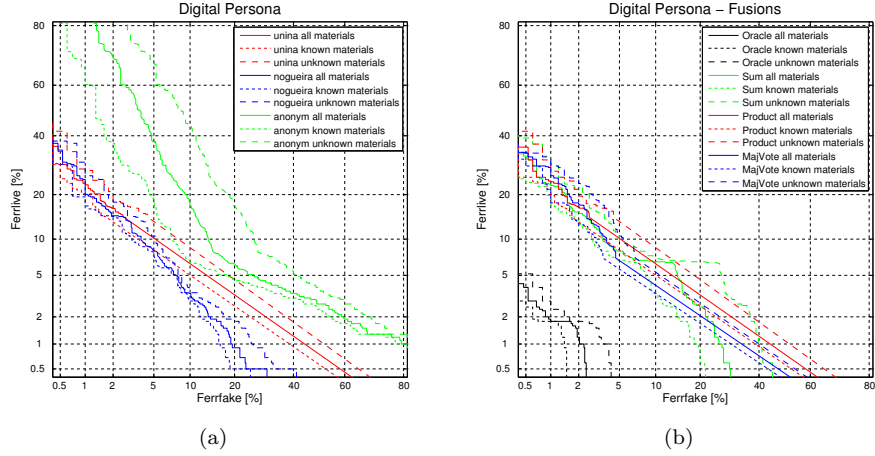 Digital Persona
80
60
40
20
10
5
2
1
0.5
Ferrlive [%]
0.5 1 2 5 10 20 40 60 80
Ferrfake [%]
unina all materials
unina known materials
unina unknown materials
nogueira all materials
nogueira known materials
nogueira unknown materials
anonym all materials
anonym known materials
anonym unknown materials
(a)
Digital Persona – Fusions
80
60
40
20
10
5
2
1
0.5
Ferrlive [%]
0.5 1 2 5 10 20 40 60 80
Ferrfake [%]
Oracle all materials
Oracle known materials
Oracle unknown materials
Sum all materials
Sum known materials
Sum unknown materials
Product all materials
Product known materials
Product unknown materials
MajVote all materials
MajVote known materials
MajVote unknown materials
(b)